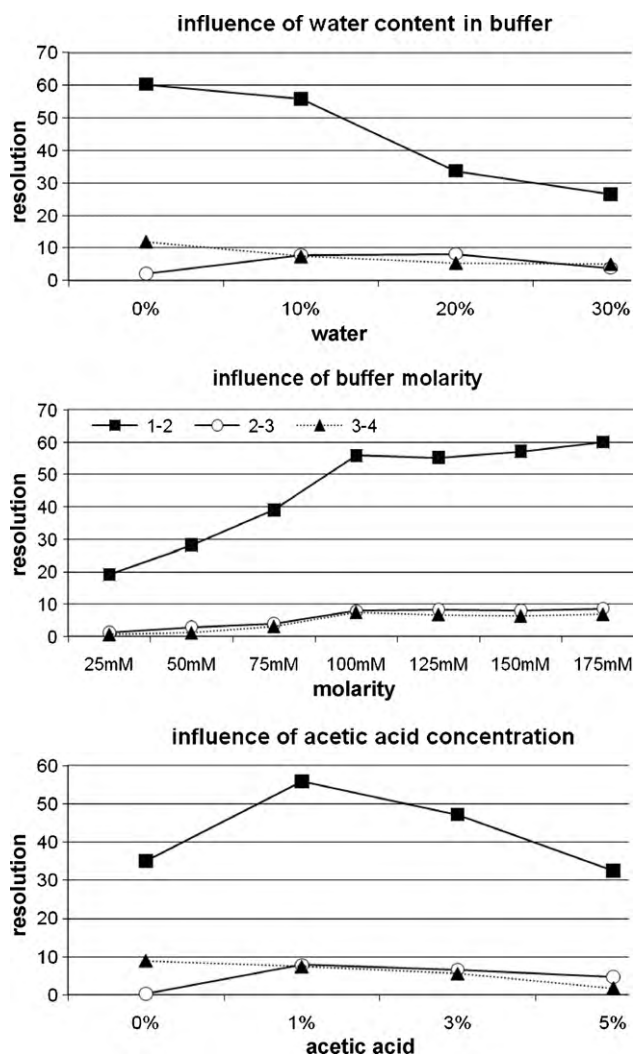 influence of water content in buffer
70
60
50
40
30
20
10
0
resolution
0% 10% 20% 30%
water
influence of buffer molarity
70
60
50
40
30
20
10
0
resolution
1-2 2-3 3-4
25mM 50mM 75mM 100mM 125mM 150mM 175mM
molarity
influence of acetic acid concentration
60
50
40
30
20
10
0
resolution
0% 1% 3% 5%
acetic acid